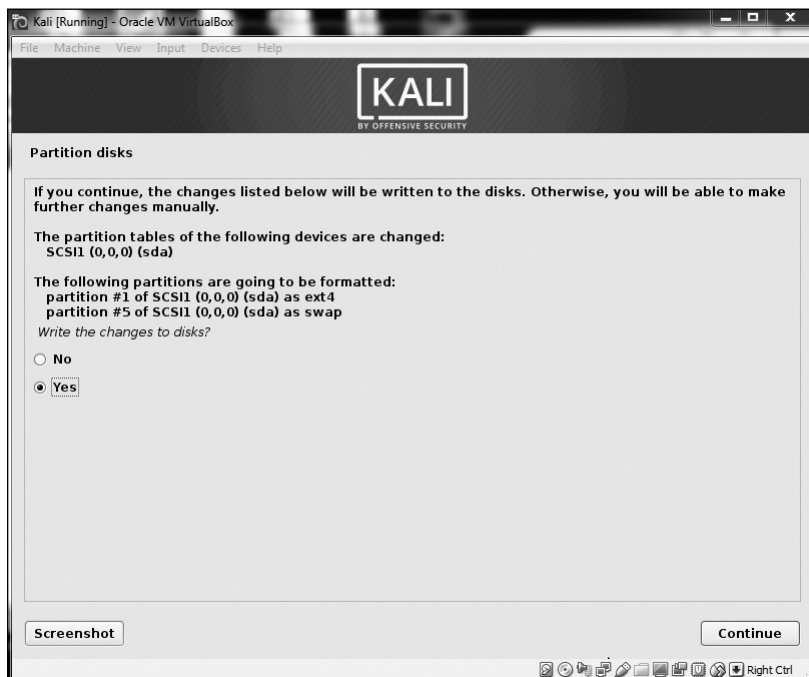 Kali [Running] - Oracle VM VirtualBox
File Machine View Input Devices Help
KALI
BY OFFENSIVE SECURITY
Partition disks
If you continue, the changes listed below will be written to the disks. Otherwise, you will be able to make
further changes manually.
The partition tables of the following devices are changed:
SCSI1 (0,0,0) (sda)
The following partitions are going to be formatted:
partition #1 of SCSI1 (0,0,0) (sda) as ext4
partition #5 of SCSI1 (0,0,0) (sda) as swap
Write the changes to disks?
No
Yes
Screenshot
Continue
Right Ctrl